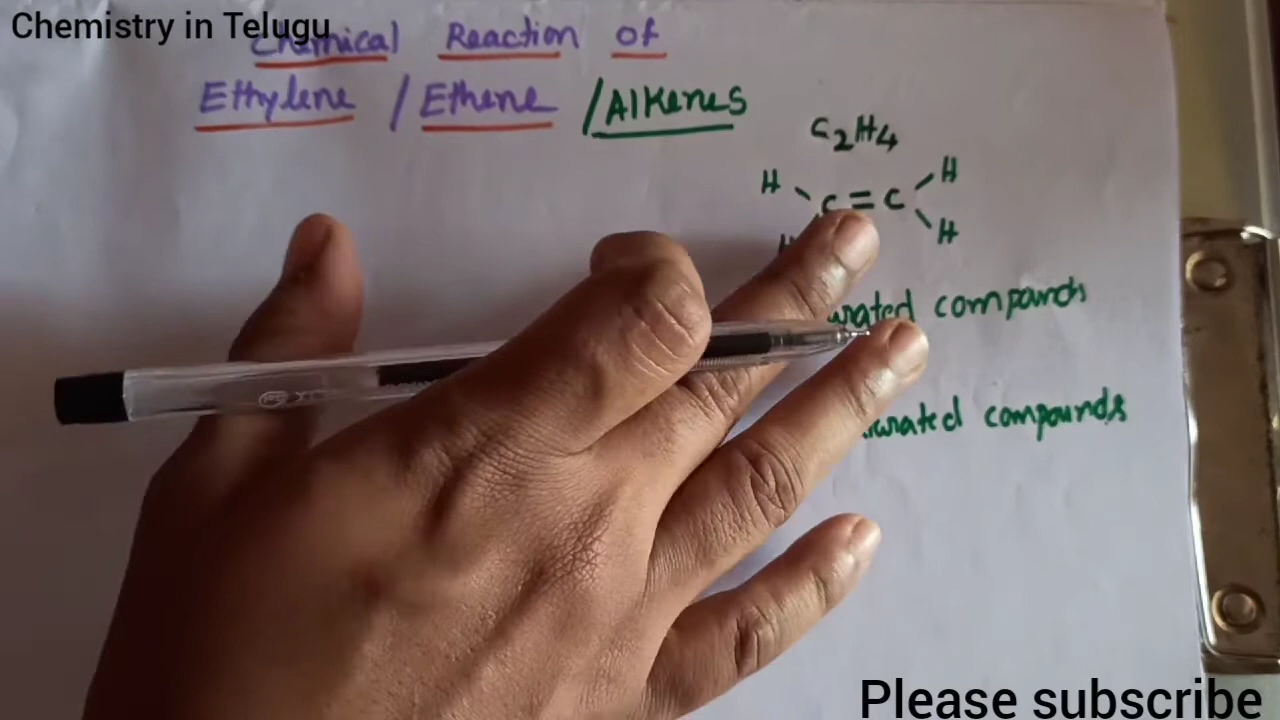 Chemistry in Telugu
Chemical Reaction of
Ethylene / Ethene / Alkenes
C2H4
H H
C = C
H H
compounds
compounds
Please subscribe